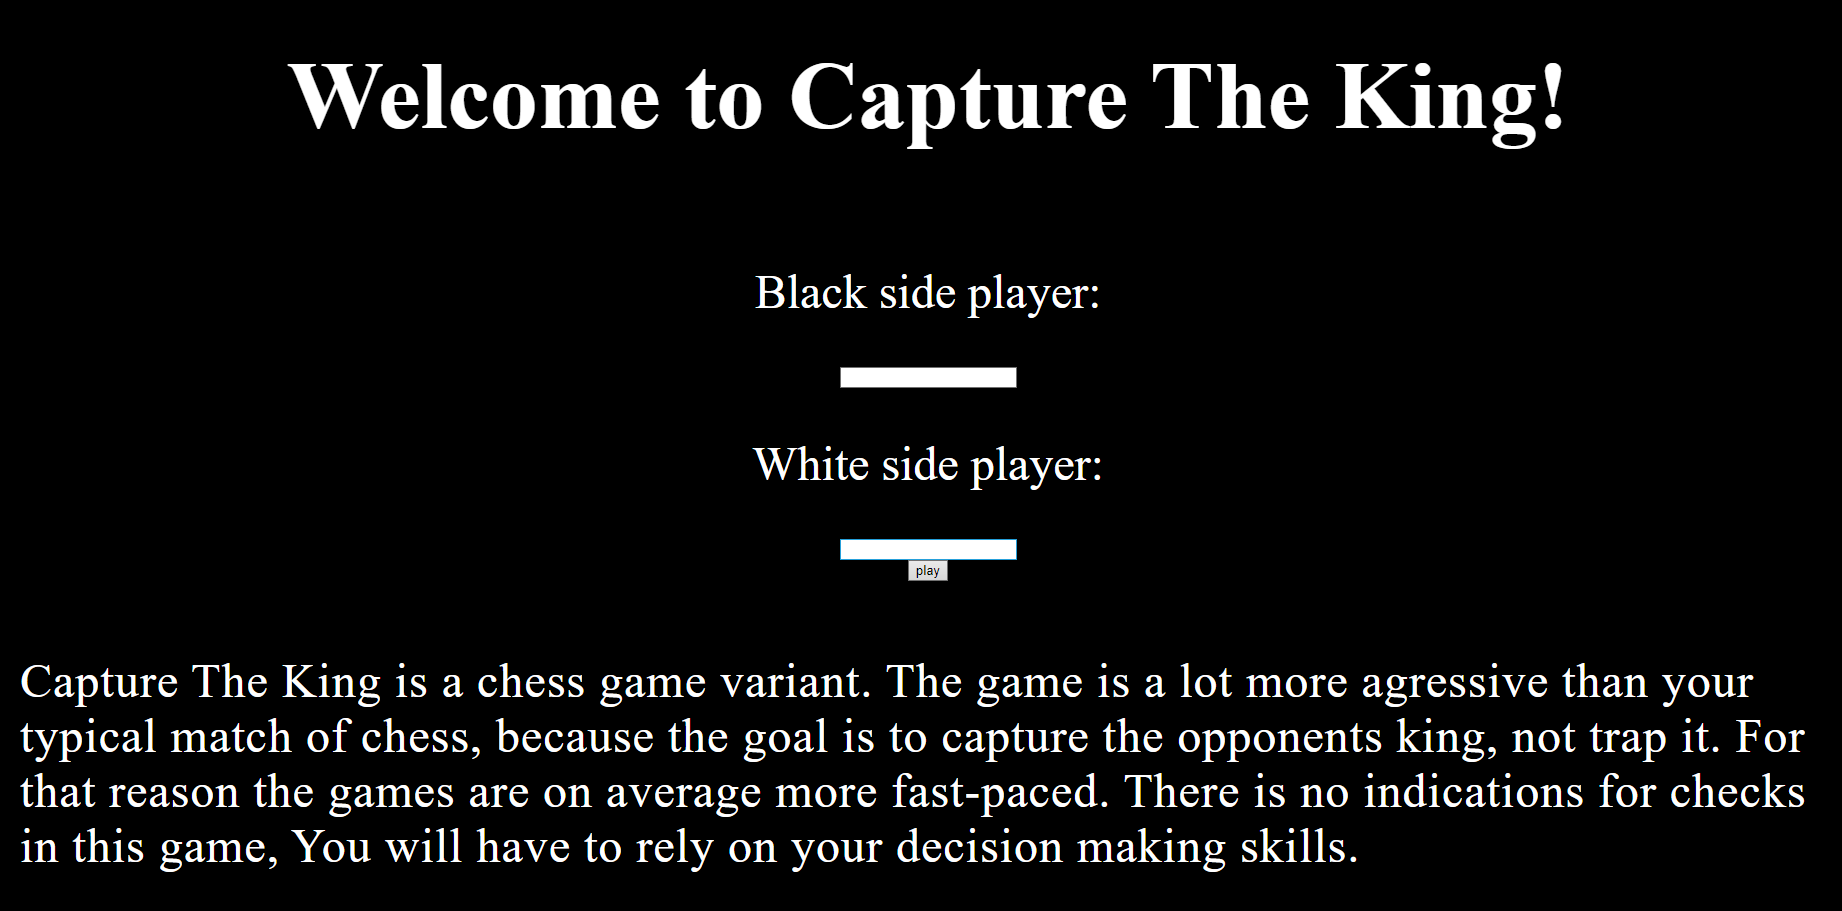 Welcome to Capture The King!
Black side player:
White side player:
play
Capture The King is a chess game variant. The game is a lot more agressive than your
typical match of chess, because the goal is to capture the opponents king, not trap it. For
that reason the games are on average more fast-paced. There is no indications for checks
in this game, You will have to rely on your decision making skills.